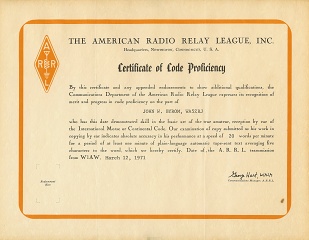 A
R R
L
THE AMERICAN RADIO RELAY LEAGUE, INC.
Headquarters, Newington, Connecticut, U. S. A.
Certificate of Code Proficiency
By this certificate and any appended endorsements to show additional qualifications, the
Communications Department of the American Radio Relay League expresses its recognition of
merit and progress in code proficiency on the part of
JOHN R.
who has this date demonstrated skill in the basic art of the true amateur, reception by ear of
the International Morse or Continental Code. Our examination of copy submitted as his work in
copying by ear indicates absolute accuracy in his performance at a speed of 20 words per minute
for a period of at least one minute of plain-language automatic tape-sent text averaging five
characters to the word, which we hereby certify. Date of the A. R. R. L. transmission
from W1AW, March 12, 1971
George Hart, W1NJM
Communications Manager, A.R.R.L.
Endorsement
Here